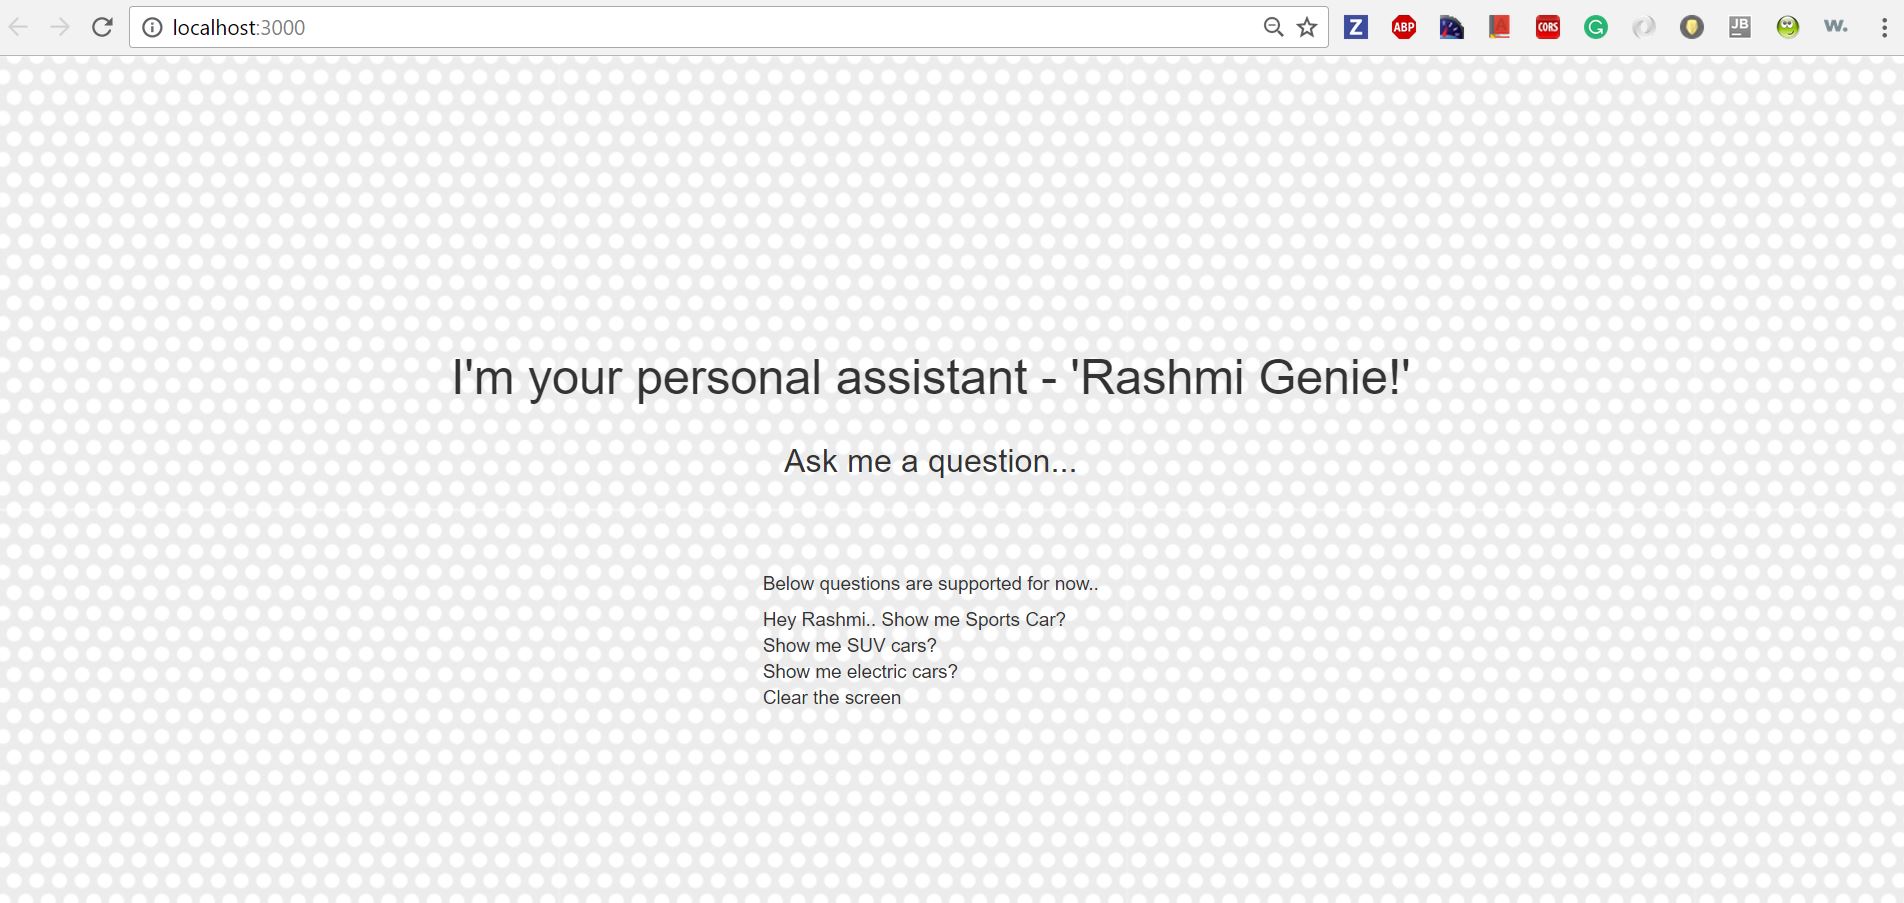 localhost:3000
Z ABP A CORS G JB W.
I'm your personal assistant - 'Rashmi Genie!'
Ask me a question...
Below questions are supported for now..
Hey Rashmi.. Show me Sports Car?
Show me SUV cars?
Show me electric cars?
Clear the screen